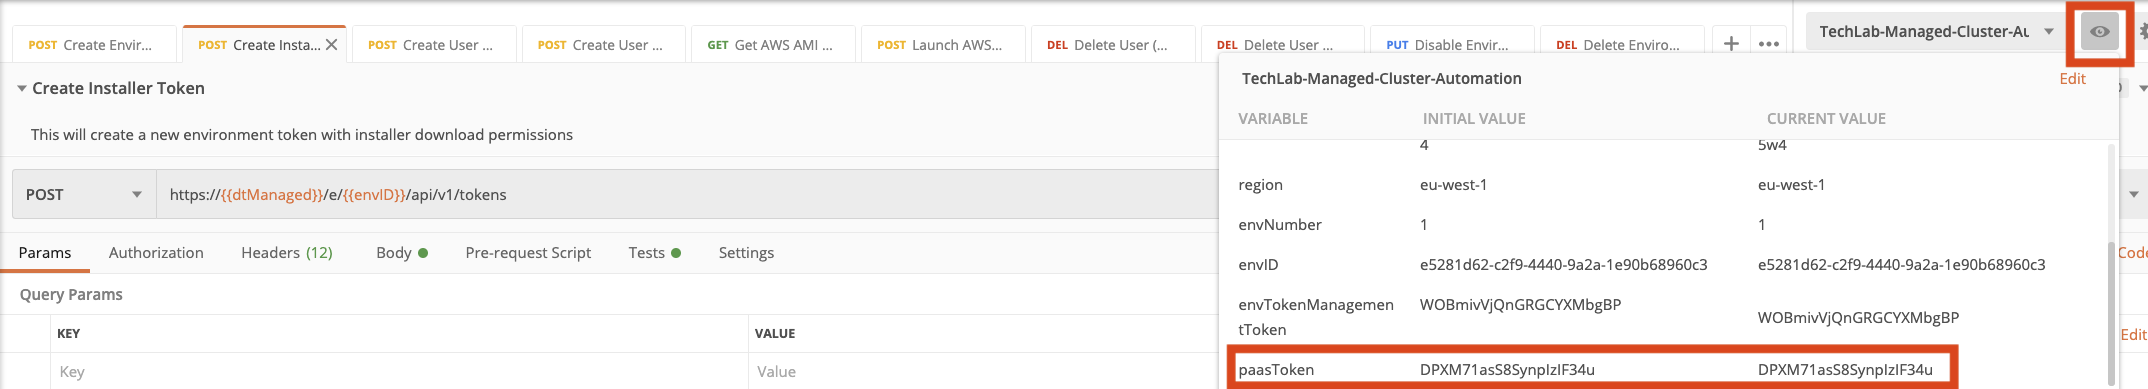 POST Create Envir...
POST Create Insta...
POST Create User ...
POST Create User ...
GET Get AWS AMI ...
POST Launch AWS...
DEL Delete User (...
DEL Delete User ...
PUT Disable Envir...
DEL Delete Enviro...
TechLab-Managed-Cluster-Au
Create Installer Token
This will create a new environment token with installer download permissions
POST
https://{{dtManaged}}/e/{{envID}}/api/v1/tokens
Params Authorization Headers (12) Body Pre-request Script Tests Settings
Code
Query Params
KEY VALUE
Edit
Key Value
TechLab-Managed-Cluster-Automation Edit
VARIABLE INITIAL VALUE CURRENT VALUE
4 5w4
region eu-west-1 eu-west-1
envNumber 1 1
envID e5281d62-c2f9-4440-9a2a-1e90b68960c3 e5281d62-c2f9-4440-9a2a-1e90b68960c3
envTokenManagemen WOBmivVjQnGRGCYXMbgBP
tToken WOBmivVjQnGRGCYXMbgBP
paasToken DPXM71asS8SynpIzIF34u DPXM71asS8SynpIzIF34u